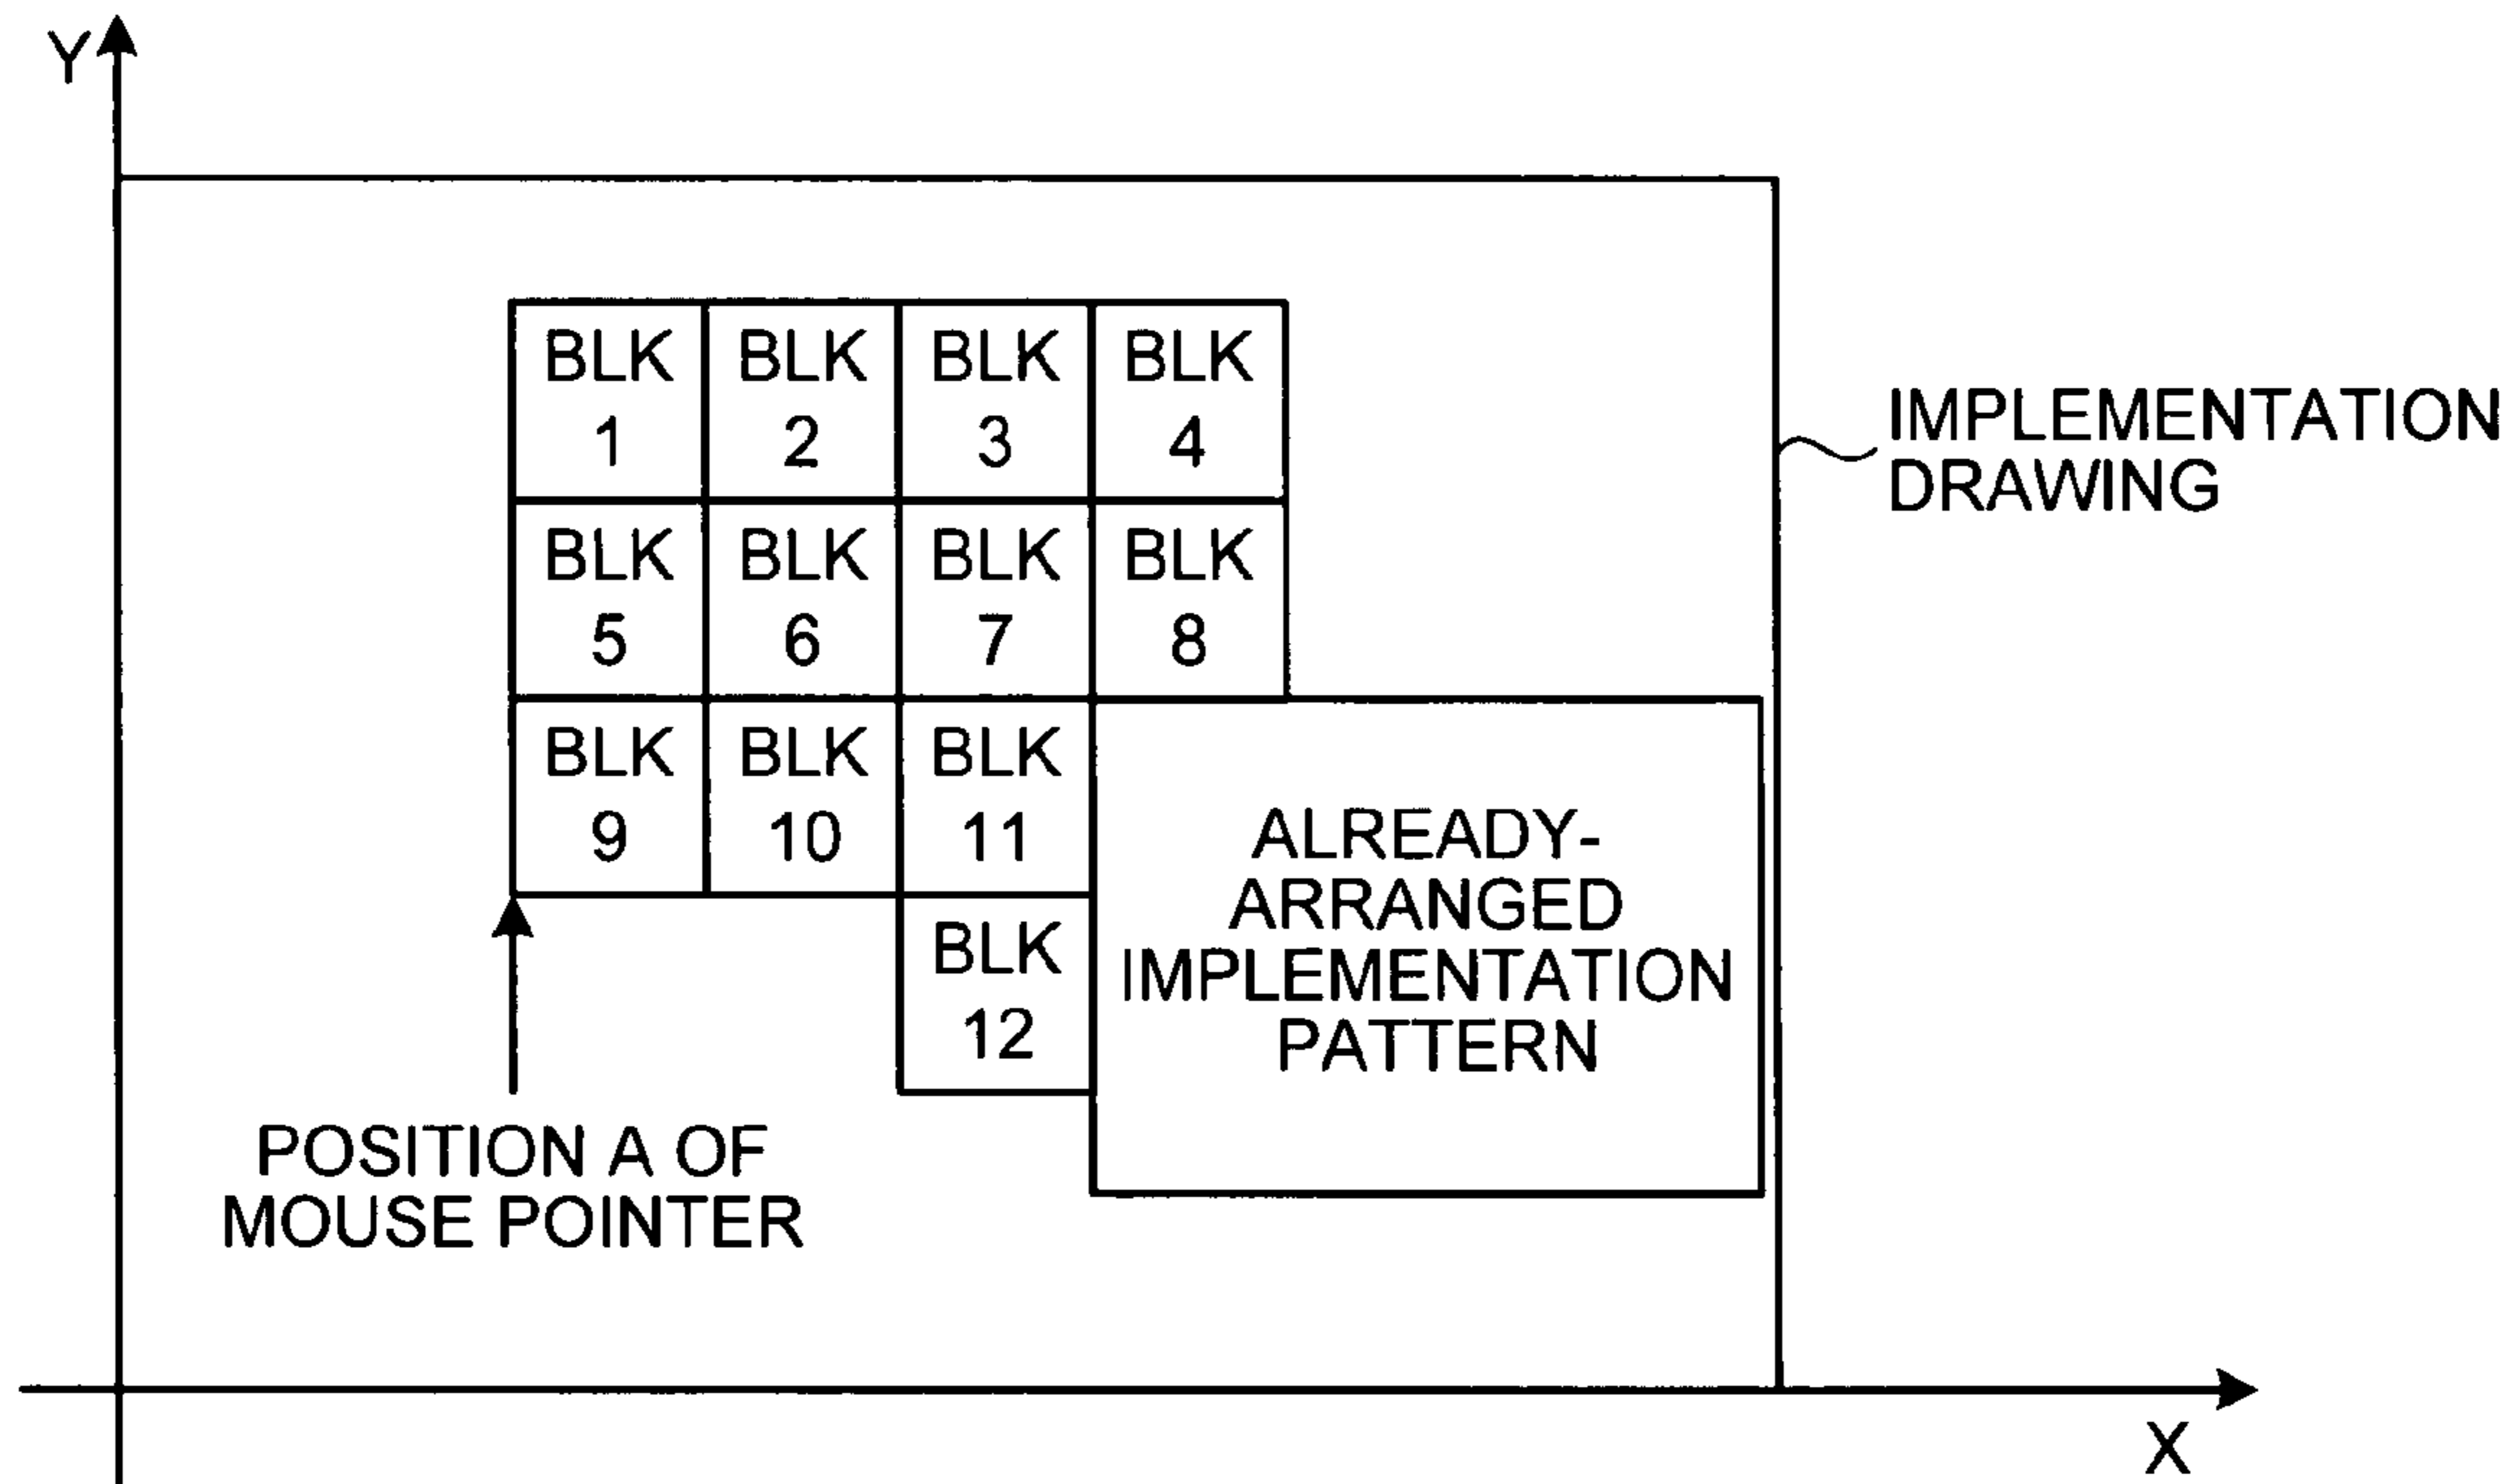 Y
BLK BLK BLK BLK
1 2 3 4
IMPLEMENTATION
DRAWING
BLK BLK BLK BLK
5 6 7 8
BLK BLK BLK
9 10 11
ALREADY-
ARRANGED
IMPLEMENTATION
PATTERN
BLK
12
POSITION A OF
MOUSE POINTER
X